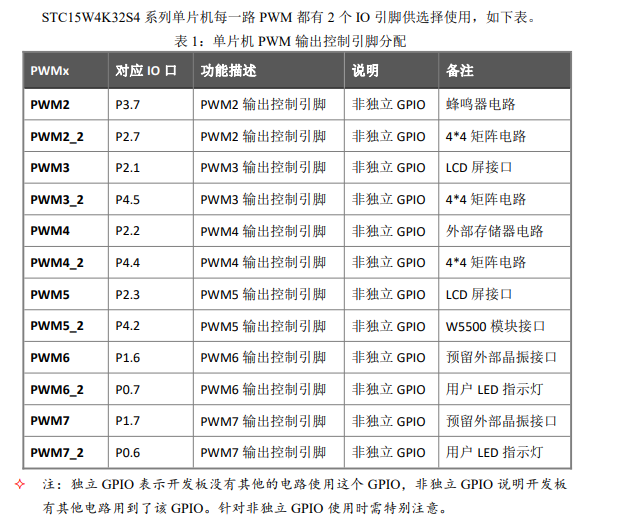 STC15W4K32S4 系列单片机每一路 PWM 都有 2 个 IO 引脚供选择使用，如下表。
表 1：单片机 PWM 输出控制引脚分配
PWMx 对应 IO 口 功能描述 说明 备注
PWM2 P3.7 PWM2 输出控制引脚 非独立 GPIO 蜂鸣器电路
PWM2_2 P2.7 PWM2 输出控制引脚 非独立 GPIO 4*4 矩阵电路
PWM3 P2.1 PWM3 输出控制引脚 非独立 GPIO LCD 屏接口
PWM3_2 P4.5 PWM3 输出控制引脚 非独立 GPIO 4*4 矩阵电路
PWM4 P2.2 PWM4 输出控制引脚 非独立 GPIO 外部存储器电路
PWM4_2 P4.4 PWM4 输出控制引脚 非独立 GPIO 4*4 矩阵电路
PWM5 P2.3 PWM5 输出控制引脚 非独立 GPIO LCD 屏接口
PWM5_2 P4.2 PWM5 输出控制引脚 非独立 GPIO W5500 模块接口
PWM6 P1.6 PWM6 输出控制引脚 非独立 GPIO 预留外部晶振接口
PWM6_2 P0.7 PWM6 输出控制引脚 非独立 GPIO 用户 LED 指示灯
PWM7 P1.7 PWM7 输出控制引脚 非独立 GPIO 预留外部晶振接口
PWM7_2 P0.6 PWM7 输出控制引脚 非独立 GPIO 用户 LED 指示灯
注：独立 GPIO 表示开发板没有其他的电路使用这个 GPIO，非独立 GPIO 说明开发板
有其他电路用到了该 GPIO。针对非独立 GPIO 使用时需特别注意。